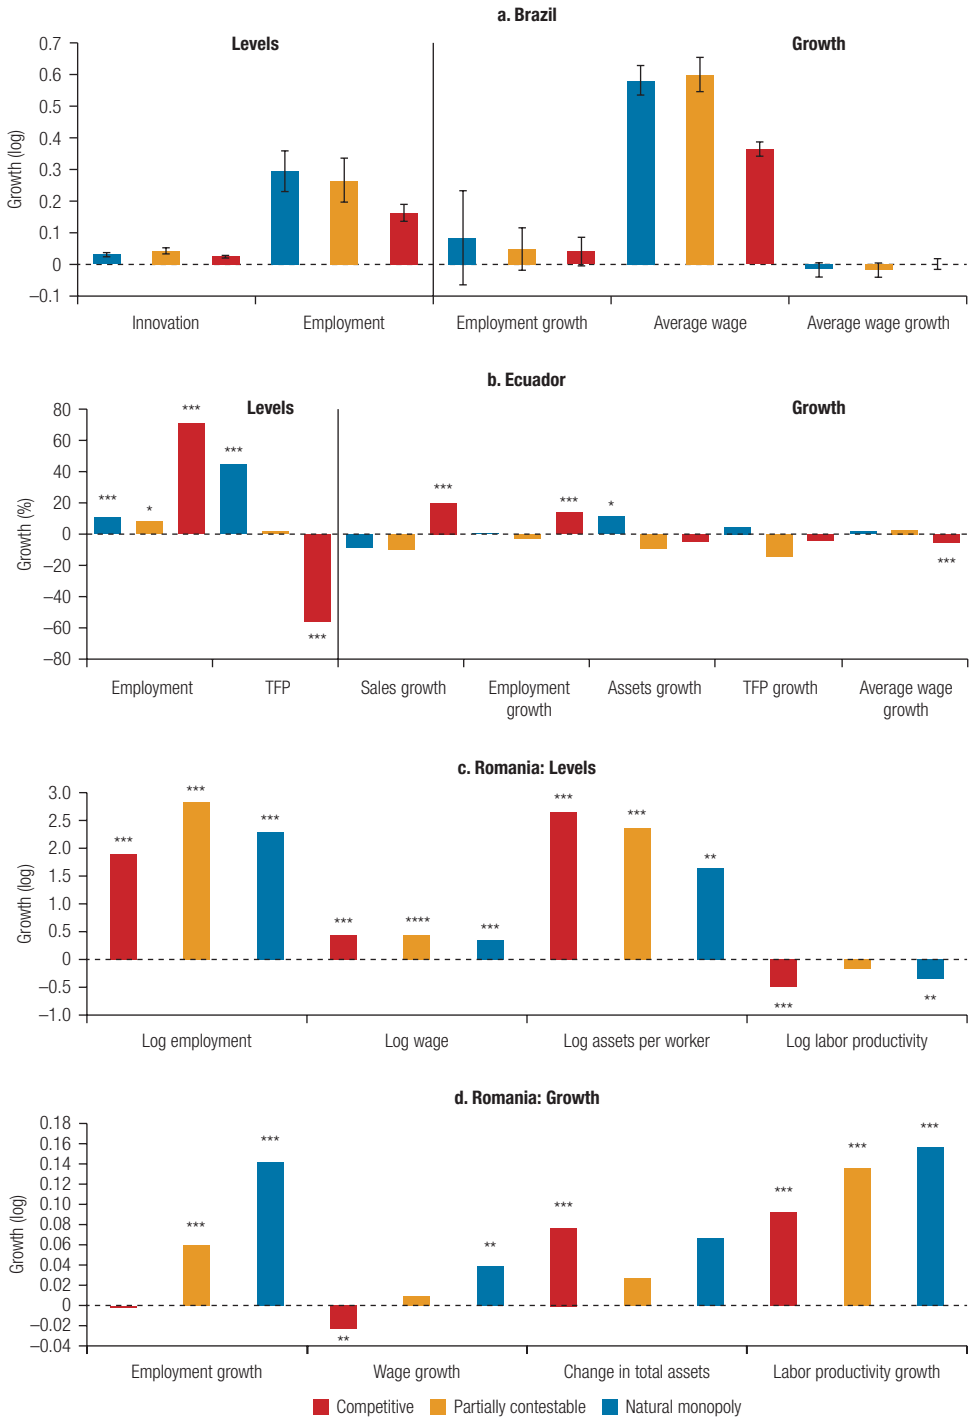 a. Brazil
Levels
Growth
Growth (log)
0.7
0.6
0.5
0.4
0.3
0.2
0.1
0
–0.1
Innovation
Employment
Employment growth
Average wage
Average wage growth
b. Ecuador
Levels
Growth
Growth (%)
80
60
40
20
0
–20
–40
–60
–80
***
*
***
***
***
***
***
*
***
Employment
TFP
Sales growth
Employment
growth
Assets growth
TFP growth
Average wage
growth
c. Romania: Levels
Growth (log)
3.0
2.5
2.0
1.5
1.0
0.5
0
–0.5
–1.0
***
***
***
***
****
***
***
***
**
***
**
Log employment
Log wage
Log assets per worker
Log labor productivity
d. Romania: Growth
Growth (log)
0.18
0.16
0.14
0.12
0.10
0.08
0.06
0.04
0.02
0
–0.02
–0.04
***
***
**
**
***
***
***
***
Employment growth
Wage growth
Change in total assets
Labor productivity growth
Competitive
Partially contestable
Natural monopoly